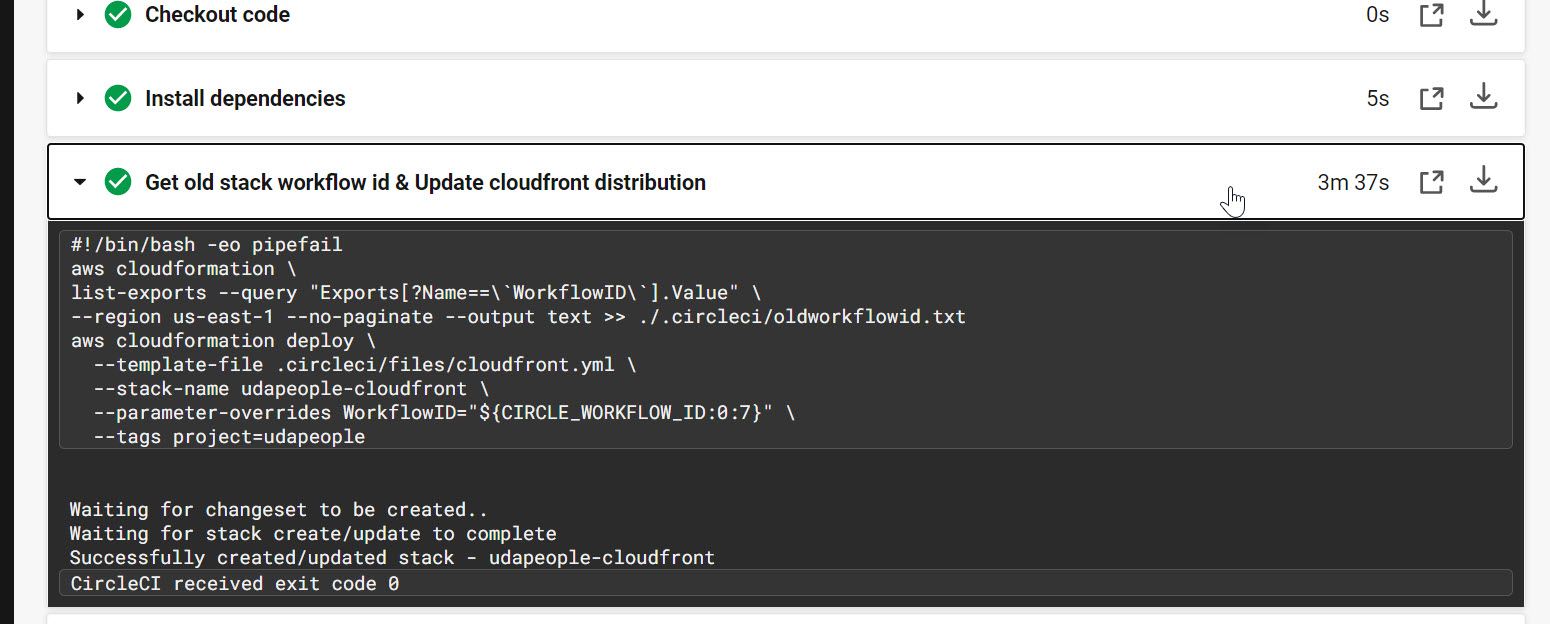 Checkout code 0s
Install dependencies 5s
Get old stack workflow id & Update cloudfront distribution 3m 37s
#!/bin/bash -eo pipefail
aws cloudformation \
list-exports --query "Exports[?Name==\`WorkflowID\`].Value" \
--region us-east-1 --no-paginate --output text >> ./.circleci/oldworkflowid.txt
aws cloudformation deploy \
  --template-file .circleci/files/cloudfront.yml \
  --stack-name udapeople-cloudfront \
  --parameter-overrides WorkflowID="${CIRCLE_WORKFLOW_ID:0:7}" \
  --tags project=udapeople
Waiting for changeset to be created..
Waiting for stack create/update to complete
Successfully created/updated stack - udapeople-cloudfront
CircleCI received exit code 0